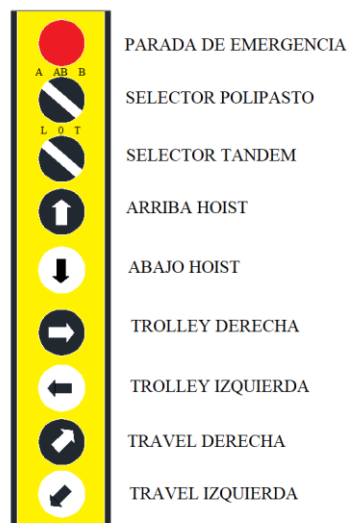 PARADA DE EMERGENCIA
A AB B
SELECTOR POLIPASTO
L 0 T
SELECTOR TANDEM
ARRIBA HOIST
ABAJO HOIST
TROLLEY DERECHA
TROLLEY IZQUIERDA
TRAVEL DERECHA
TRAVEL IZQUIERDA